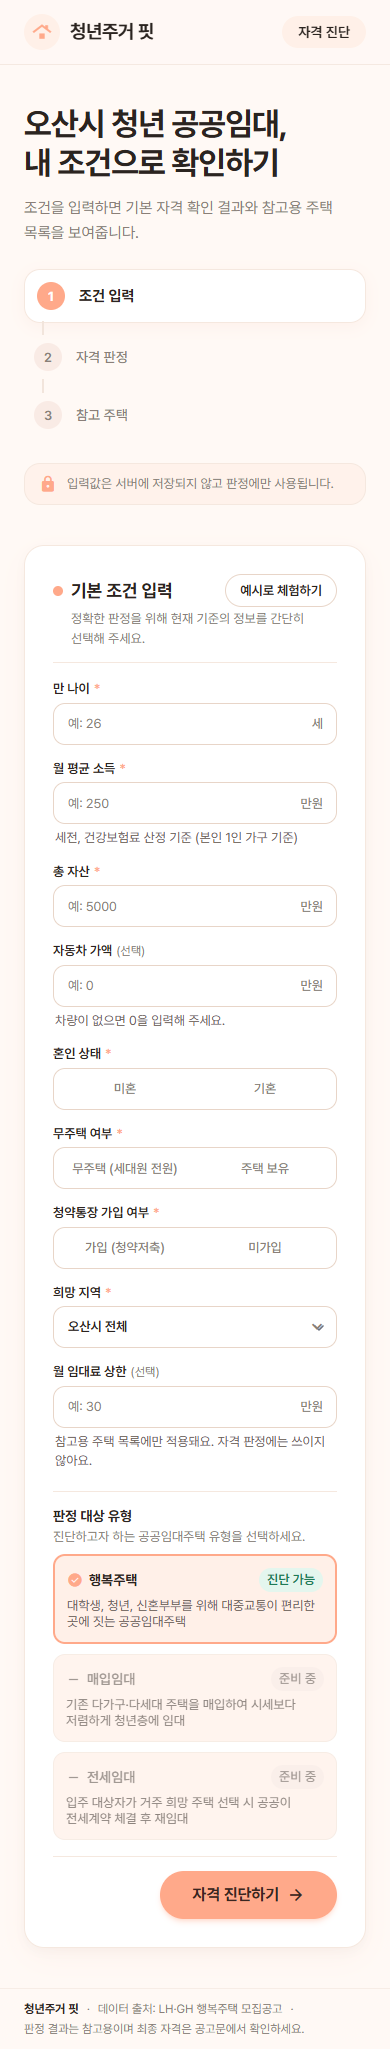 청년주거 핏
자격 진단
오산시 청년 공공임대,
내 조건으로 확인하기
조건을 입력하면 기본 자격 확인 결과와 참고용 주택
목록을 보여줍니다.
1 조건 입력
2 자격 판정
3 참고 주택
입력값은 서버에 저장되지 않고 판정에만 사용됩니다.
기본 조건 입력
예시로 체험하기
정확한 판정을 위해 현재 기준의 정보를 간단히
선택해 주세요.
만 나이 *
예: 26 세
월 평균 소득 *
예: 250 만원
세전, 건강보험료 산정 기준 (본인 1인 가구 기준)
총 자산 *
예: 5000 만원
자동차 가액 (선택)
예: 0 만원
차량이 없으면 0을 입력해 주세요.
혼인 상태 *
미혼 기혼
무주택 여부 *
무주택 (세대원 전원) 주택 보유
청약통장 가입 여부 *
가입 (청약저축) 미가입
희망 지역 *
오산시 전체
월 임대료 상한 (선택)
예: 30 만원
참고용 주택 목록에만 적용돼요. 자격 판정에는 쓰이지
않아요.
판정 대상 유형
진단하고자 하는 공공임대주택 유형을 선택하세요.
행복주택 진단 가능
대학생, 청년, 신혼부부를 위해 대중교통이 편리한
곳에 짓는 공공임대주택
매입임대 준비 중
기존 다가구·다세대 주택을 매입하여 시세보다
저렴하게 청년층에 임대
전세임대 준비 중
입주 대상자가 거주 희망 주택 선택 시 공공이
전세계약 체결 후 재임대
자격 진단하기 →
청년주거 핏 · 데이터 출처: LH·GH 행복주택 모집공고 ·
판정 결과는 참고용이며 최종 자격은 공고문에서 확인하세요.